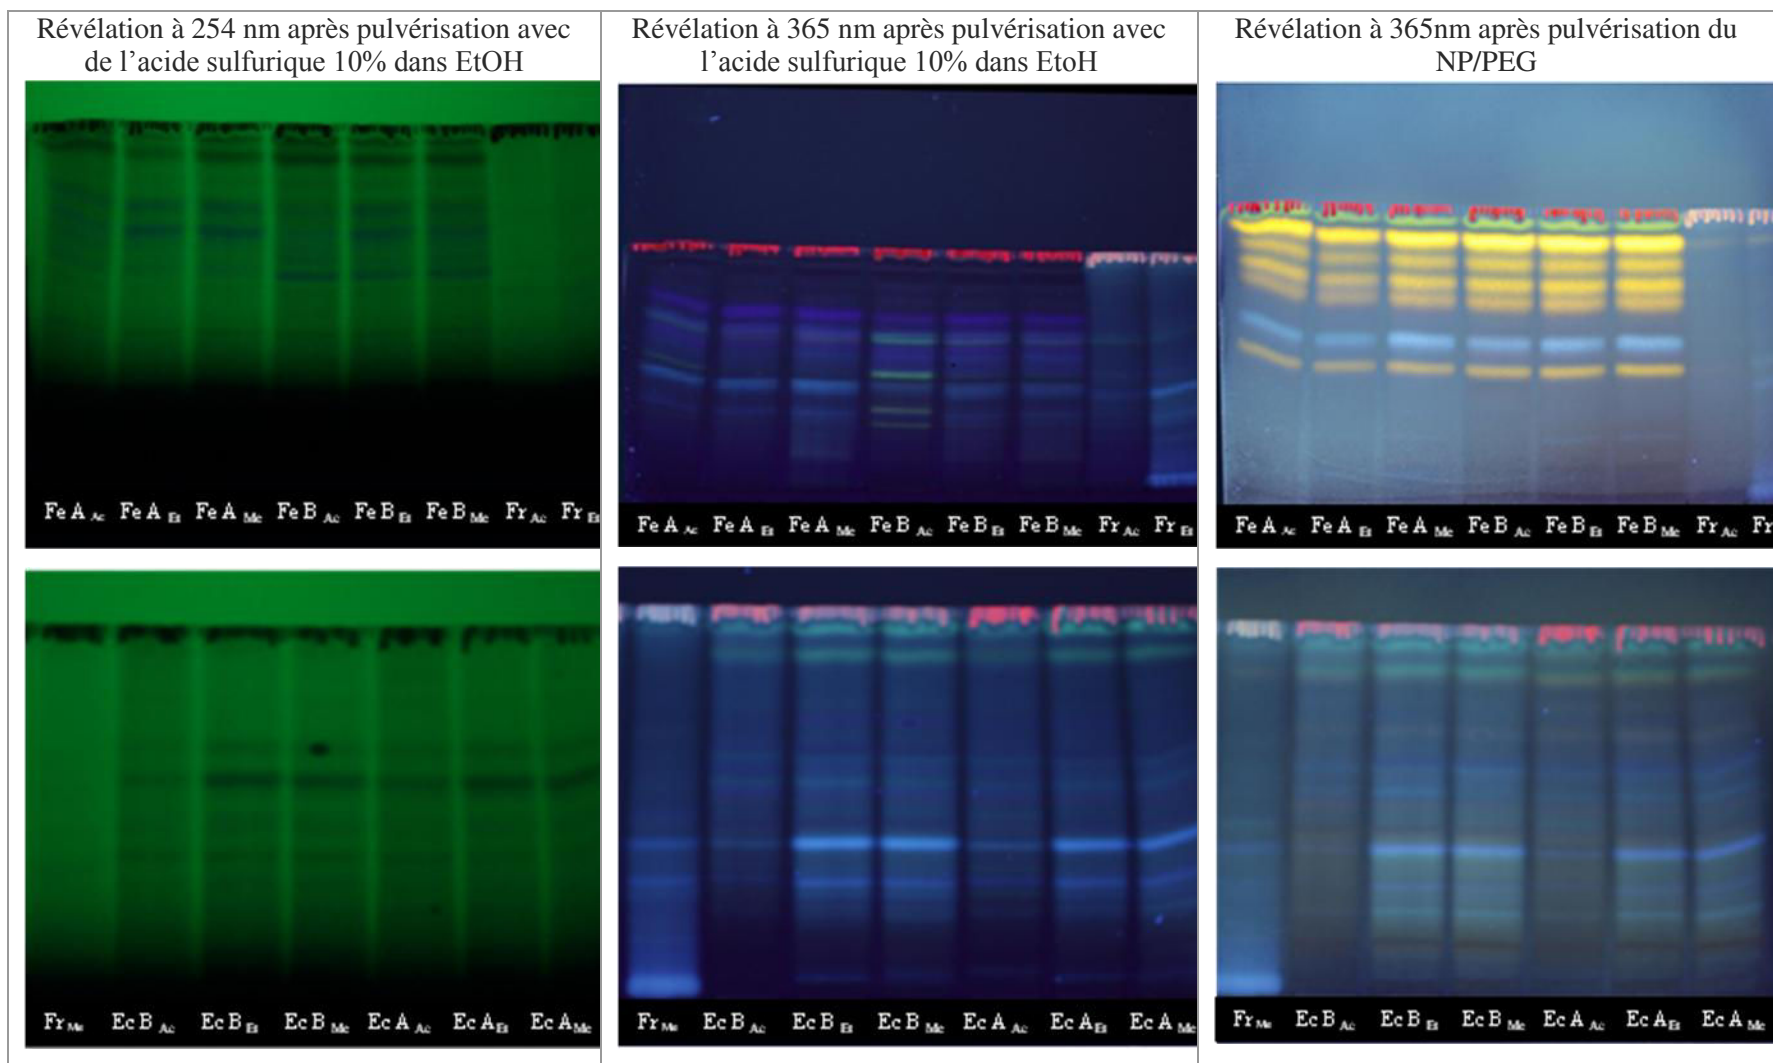 Révélation à 254 nm après pulvérisation avec
de l’acide sulfurique 10% dans EtOH
Révélation à 365 nm après pulvérisation avec
l’acide sulfurique 10% dans EtoH
Révélation à 365nm après pulvérisation du
NP/PEG
Fe A Ac Fe A Et Fe A Me Fe B Ac Fe B Et Fe B Me Fr Ac Fr Et
Fe A Ac Fe A Et Fe A Me Fe B Ac Fe B Et Fe B Me Fr Ac Fr Et
Fe A Ac Fe A Et Fe A Me Fe B Ac Fe B Et Fe B Me Fr Ac Fr
Fr Me Ec B Ac Ec B Et Ec B Me Ec A Ac Ec A Et Ec A Me
Fr Me Ec B Ac Ec B Et Ec B Me Ec A Ac Ec A Et Ec A Me
Fr Me Ec B Ac Ec B Et Ec B Me Ec A Ac Ec A Et Ec A Me